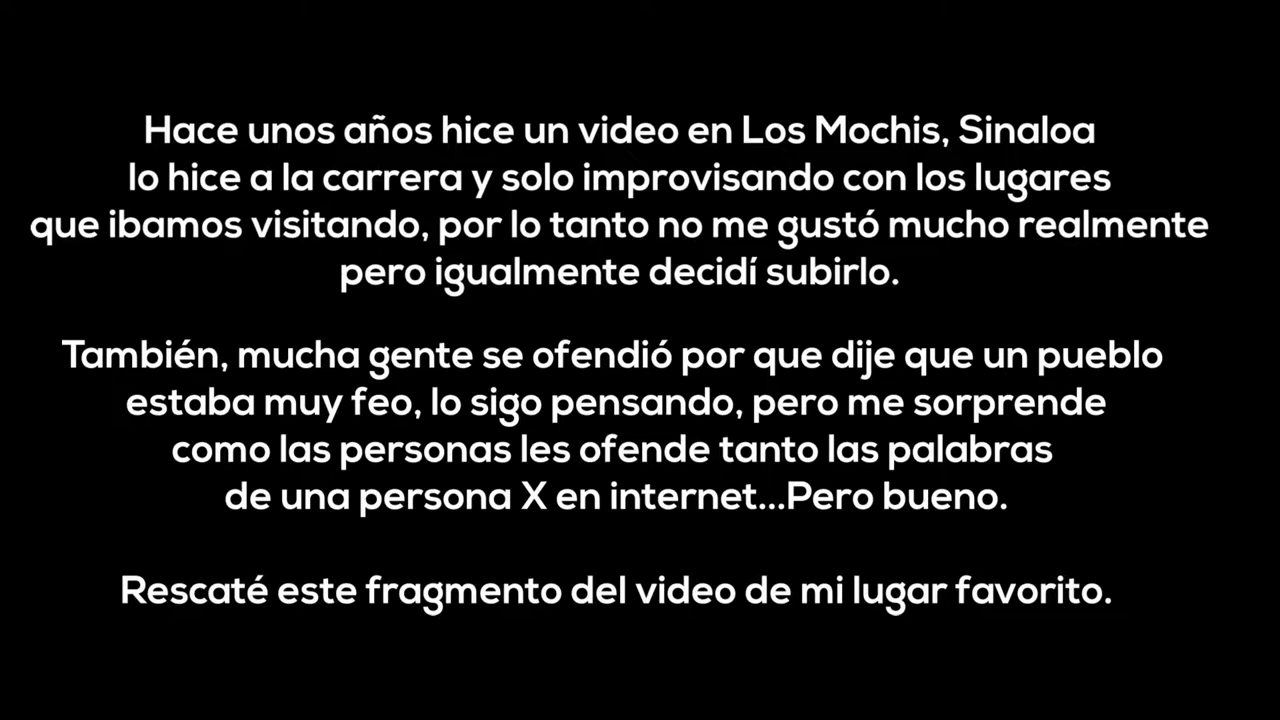 Hace unos años hice un video en Los Mochis, Sinaloa
lo hice a la carrera y solo improvisando con los lugares
que ibamos visitando, por lo tanto no me gustó mucho realmente
pero igualmente decidí subirlo.
También, mucha gente se ofendió por que dije que un pueblo
estaba muy feo, lo sigo pensando, pero me sorprende
como las personas les ofende tanto las palabras
de una persona X en internet...Pero bueno.
Rescaté este fragmento del video de mi lugar favorito.